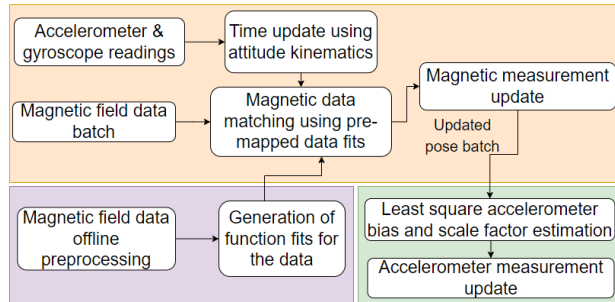 Accelerometer &
gyroscope readings
Time update using
attitude kinematics
Magnetic field data
batch
Magnetic data
matching using pre-
mapped data fits
Magnetic measurement
update
Updated
pose batch
Magnetic field data
offline
preprocessing
Generation of
function fits for
the data
Least square accelerometer
bias and scale factor estimation
Accelerometer measurement
update